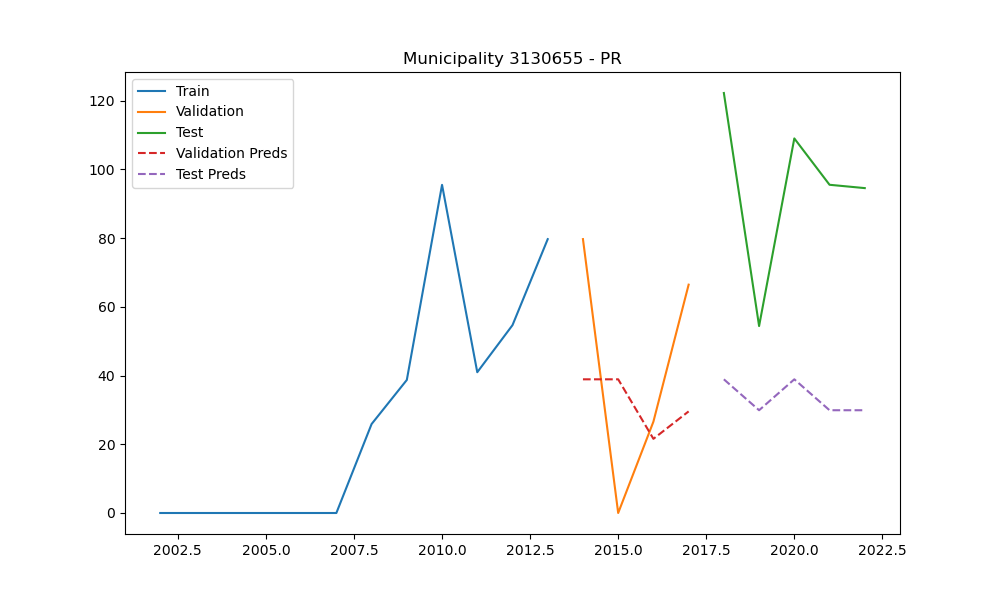 Municipality 3130655 - PR
Train
Validation
Test
Validation Preds
Test Preds
120
100
80
60
40
20
0
2002.5 2005.0 2007.5 2010.0 2012.5 2015.0 2017.5 2020.0 2022.5